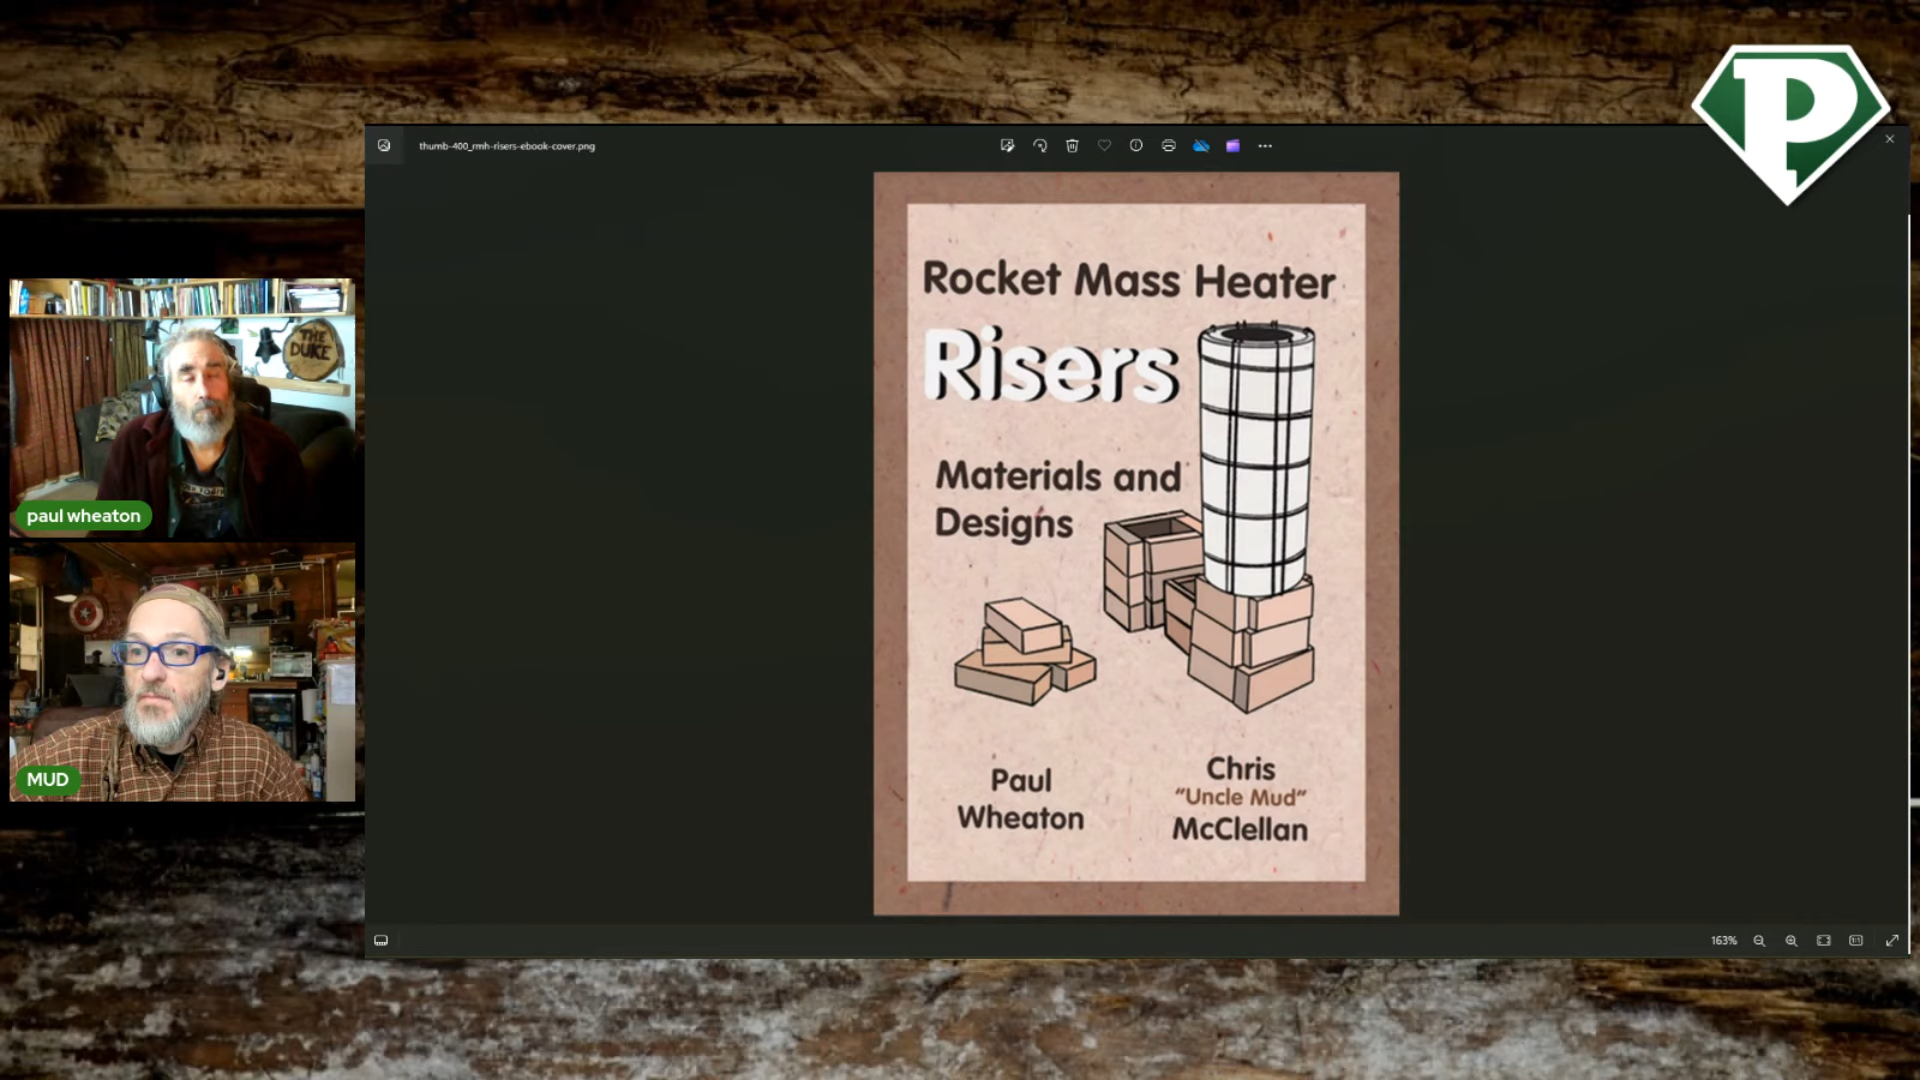 P
thumb-400_rmh-risers-ebook-cover.png
Rocket Mass Heater
Risers
Materials and
Designs
Paul
Wheaton
Chris
“Uncle Mud”
McClellan
THE
DUKE
paul wheaton
MUD
163%